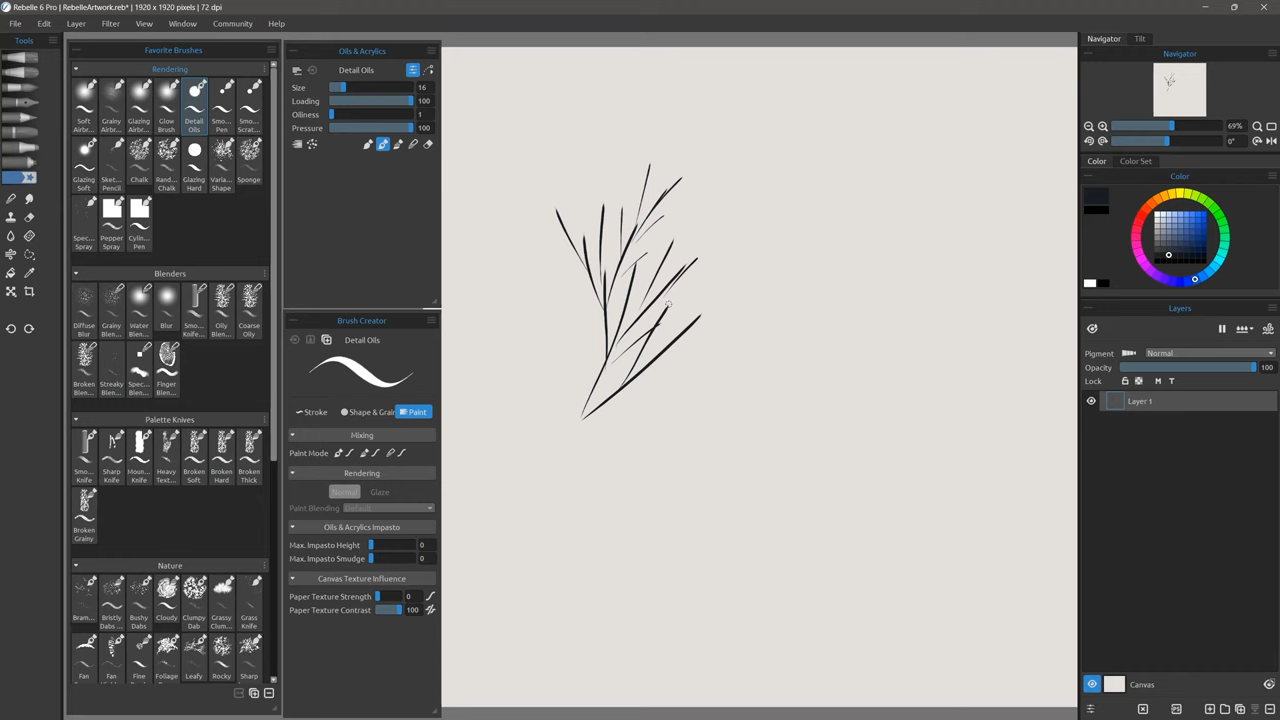 Rebelle 6 Pro | RebelleArtwork.reb* | 1920 x 1920 pixels | 72 dpi
File Edit Layer Filter View Window Community Help
Tools
Favorite Brushes
Rendering
Soft Airbr... Grainy Airbr... Glazing Airbr... Glow Brush Detail Oils Smo... Pen Smo... Scrat...
Glazing Soft Sket... Pencil Chalk Rand... Chalk Glazing Hard Varia... Shape Sponge
Spec... Spray Pepper Spray Cylin... Pen
Blenders
Diffuse Blur Grainy Blen... Water Blen... Blur Smo... Knife... Oily Blen... Coarse Oily
Broken Blen... Streaky Blen... Spec... Blen... Finger Blen...
Palette Knives
Smo... Knife Sharp Knife Moun... Knife Heavy Text... Broken Soft Broken Hard Broken Thick
Broken Grainy
Nature
Bram... Bristly Dabs Bushy Dabs Cloudy Clumpy Dab Grassy Clum... Grass Knife
Fan Fan Fine Foliage Leafy Rocky Sharp
Oils & Acrylics
Detail Oils
Size 16
Loading 100
Oiliness 1
Pressure 100
Brush Creator
Detail Oils
Stroke Shape & Grain Paint
Mixing
Paint Mode
Rendering
Normal Glaze
Paint Blending Default
Oils & Acrylics Impasto
Max. Impasto Height 0
Max. Impasto Smudge 0
Canvas Texture Influence
Paper Texture Strength 0
Paper Texture Contrast 100
Navigator Tilt
Navigator
69%
0°
Color Color Set
Color
Layers
Pigment Normal
Opacity 100
Lock M T
Layer 1
Canvas